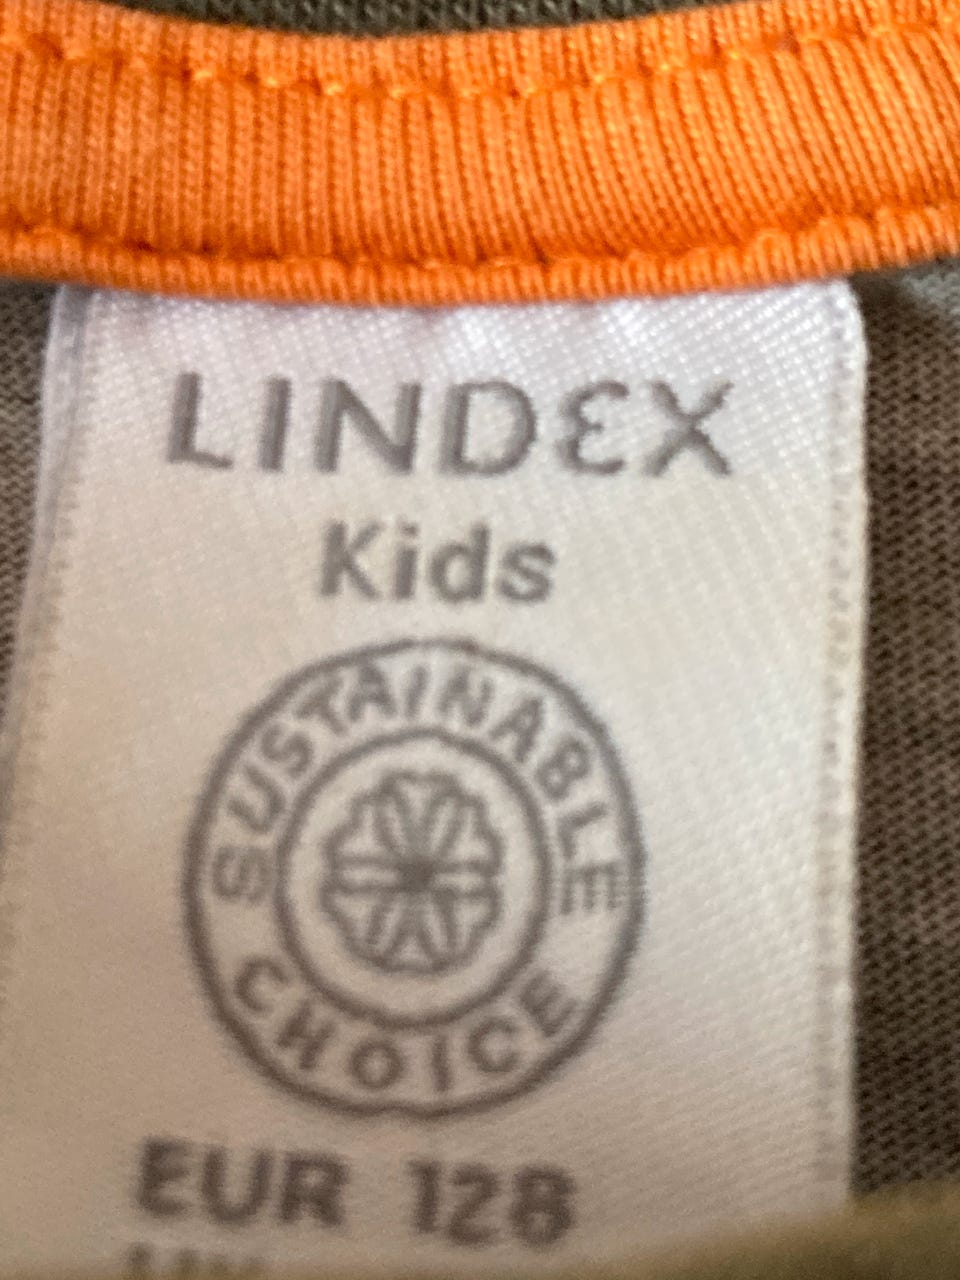 LINDEX
Kids
SUSTAINABLE
CHOICE
EUR 128